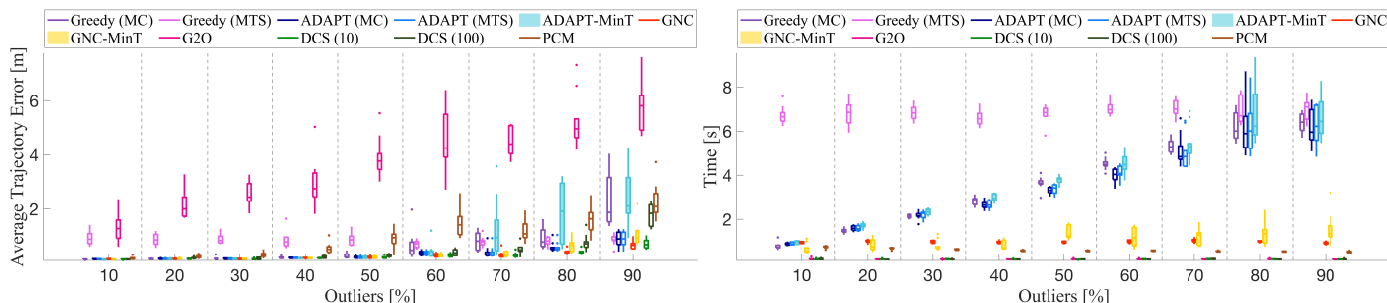 Greedy (MC) Greedy (MTS) ADAPT (MC) ADAPT (MTS) ADAPT-MinT GNC
GNC-MinT G2O DCS (10) DCS (100) PCM
Average Trajectory Error [m]
6
4
2
10 20 30 40 50 60 70 80 90
Outliers [%]
Greedy (MC) Greedy (MTS) ADAPT (MC) ADAPT (MTS) ADAPT-MinT GNC
GNC-MinT G2O DCS (10) DCS (100) PCM
Time [s]
8
6
4
2
10 20 30 40 50 60 70 80 90
Outliers [%]